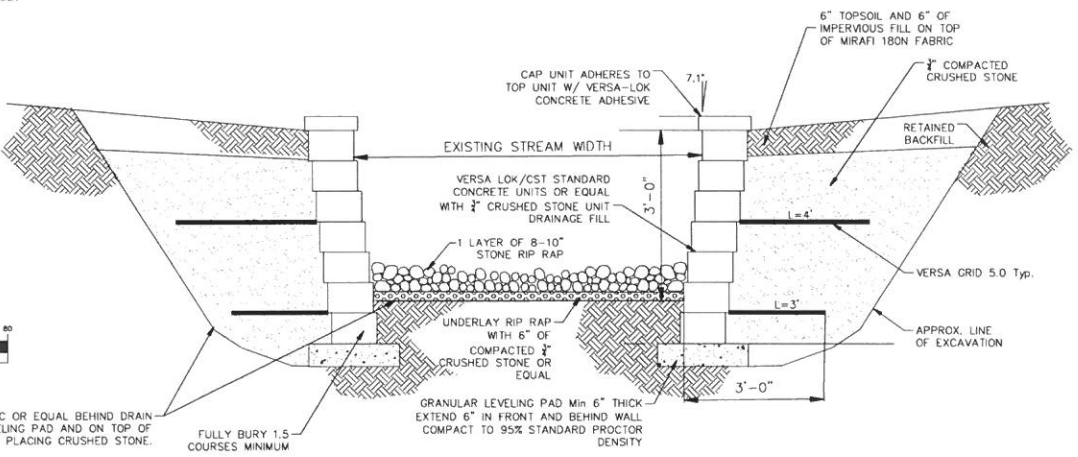 6" TOPSOIL AND 6" OF
IMPERVIOUS FILL ON TOP
OF MIRAFI 180N FABRIC
CAP UNIT ADHERES TO
TOP UNIT W/ VERSA-LOK
CONCRETE ADHESIVE
7.1°
¾" COMPACTED
CRUSHED STONE
RETAINED
BACKFILL
EXISTING STREAM WIDTH
VERSA LOK/CST STANDARD
CONCRETE UNITS OR EQUAL
WITH ¾" CRUSHED STONE UNIT
DRAINAGE FILL
3'-0"
L=4'
1 LAYER OF 8-10"
STONE RIP RAP
VERSA GRID 5.0 Typ.
L=3'
80
UNDERLAY RIP RAP
WITH 6" OF
COMPACTED ¾"
CRUSHED STONE OR
EQUAL
APPROX. LINE
OF EXCAVATION
3'-0"
GRANULAR LEVELING PAD Min 6" THICK
EXTEND 6" IN FRONT AND BEHIND WALL
COMPACT TO 95% STANDARD PROCTOR
DENSITY
C OR EQUAL BEHIND DRAIN
LING PAD AND ON TOP OF
PLACING CRUSHED STONE.
FULLY BURY 1.5
COURSES MINIMUM